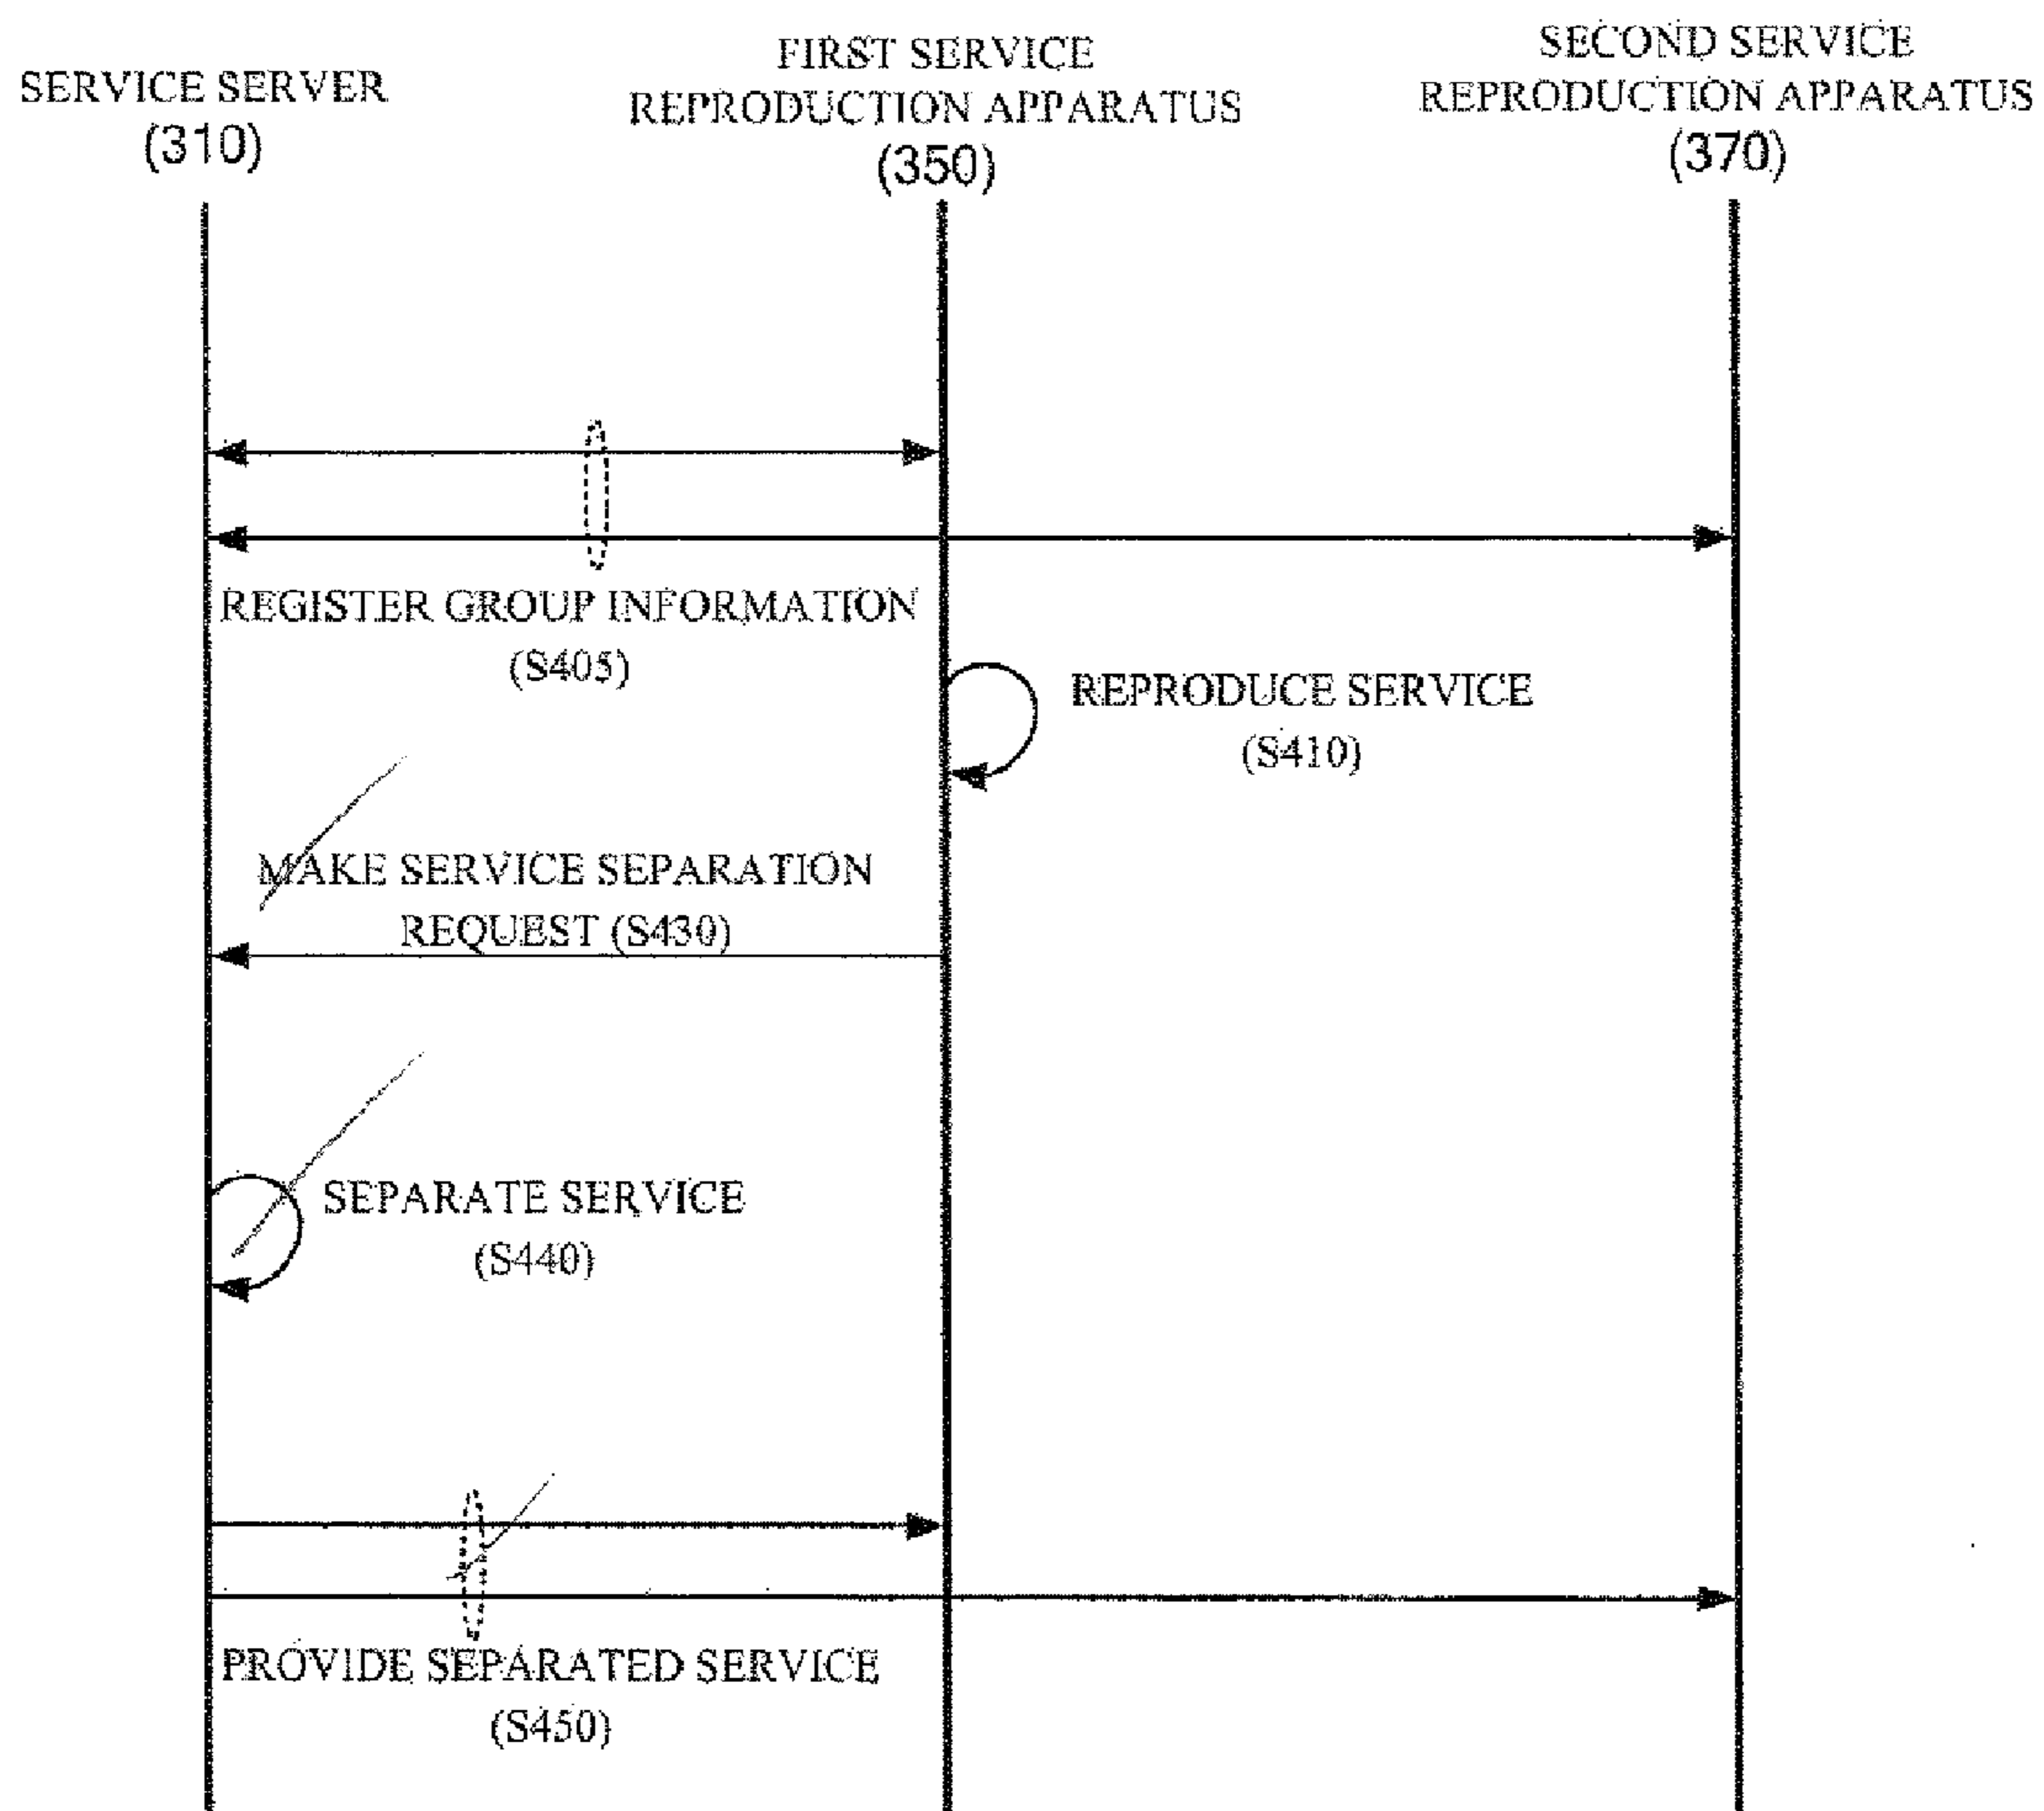 SERVICE SERVER
(310)
FIRST SERVICE
REPRODUCTION APPARATUS
(350)
SECOND SERVICE
REPRODUCTION APPARATUS
(370)
REGISTER GROUP INFORMATION
(S405)
REPRODUCE SERVICE
(S410)
MAKE SERVICE SEPARATION
REQUEST (S430)
SEPARATE SERVICE
(S440)
PROVIDE SEPARATED SERVICE
(S450)